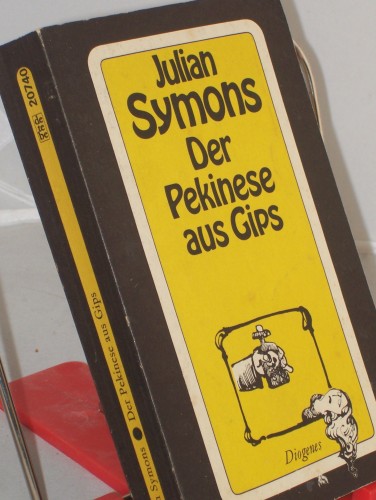 Julian
Symons
Der
Pekinese
aus Gips
Diogenes
Symons ● Der Pekinese aus Gips
20740